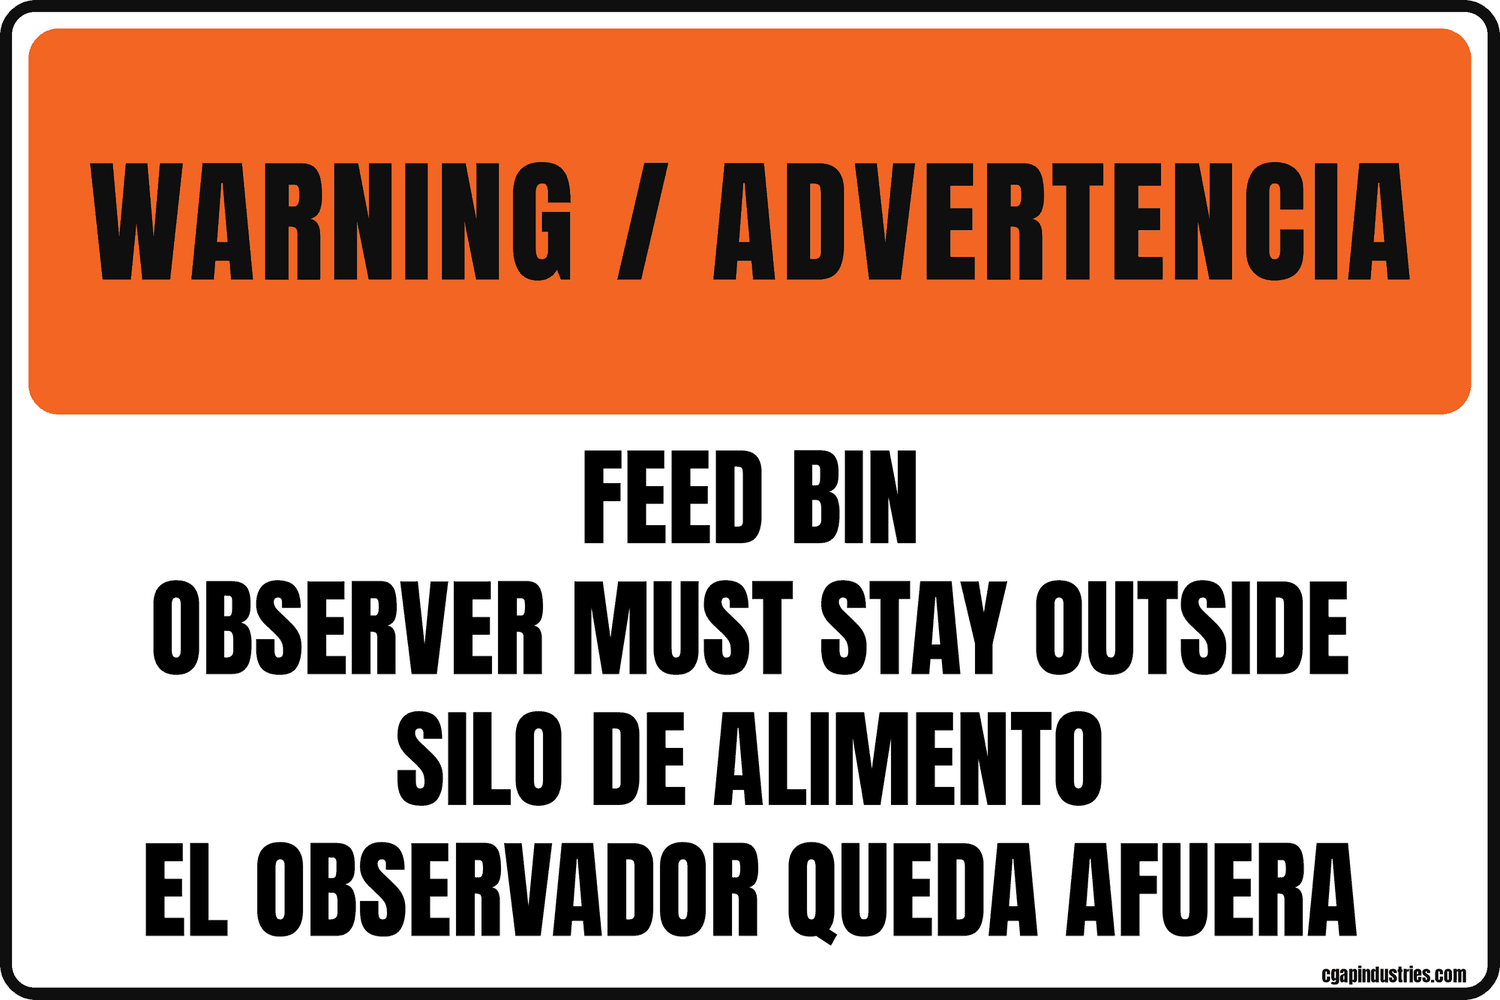 WARNING / ADVERTENCIA
FEED BIN
OBSERVER MUST STAY OUTSIDE
SILO DE ALIMENTO
EL OBSERVADOR QUEDA AFUERA
cgapindustries.com